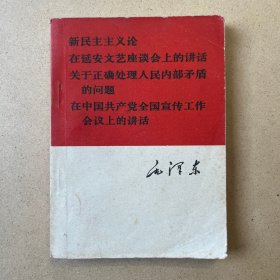 新民主主义论
在延安文艺座谈会上的讲话
关于正确处理人民内部矛盾
的问题
在中国共产党全国宣传工作
会议上的讲话
毛泽东